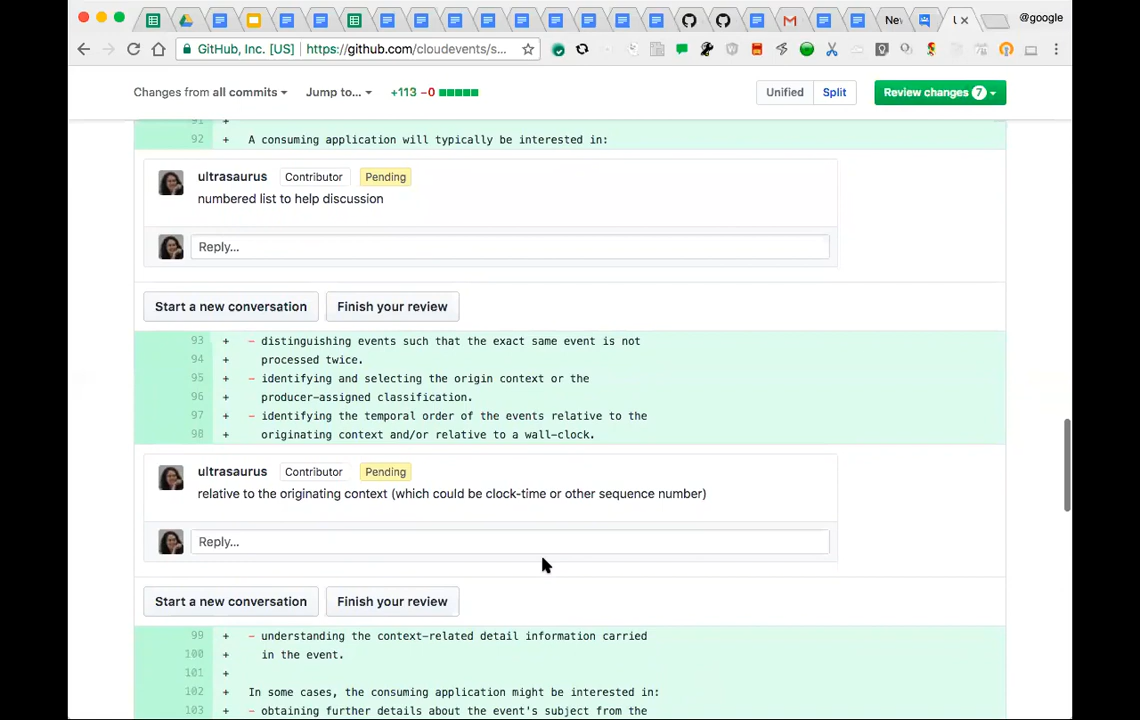 Ne
@google
GitHub, Inc. [US]
https://github.com/cloudevents/s...
Changes from all commits
Jump to...
+113 −0
Unified
Split
Review changes 7
91 +
92 + A consuming application will typically be interested in:
ultrasaurus Contributor Pending
numbered list to help discussion
Reply...
Start a new conversation
Finish your review
93 + - distinguishing events such that the exact same event is not
94 + processed twice.
95 + - identifying and selecting the origin context or the
96 + producer-assigned classification.
97 + - identifying the temporal order of the events relative to the
98 + originating context and/or relative to a wall-clock.
ultrasaurus Contributor Pending
relative to the originating context (which could be clock-time or other sequence number)
Reply...
Start a new conversation
Finish your review
99 + - understanding the context-related detail information carried
100 + in the event.
101 +
102 + In some cases, the consuming application might be interested in:
103 + - obtaining further details about the event's subject from the